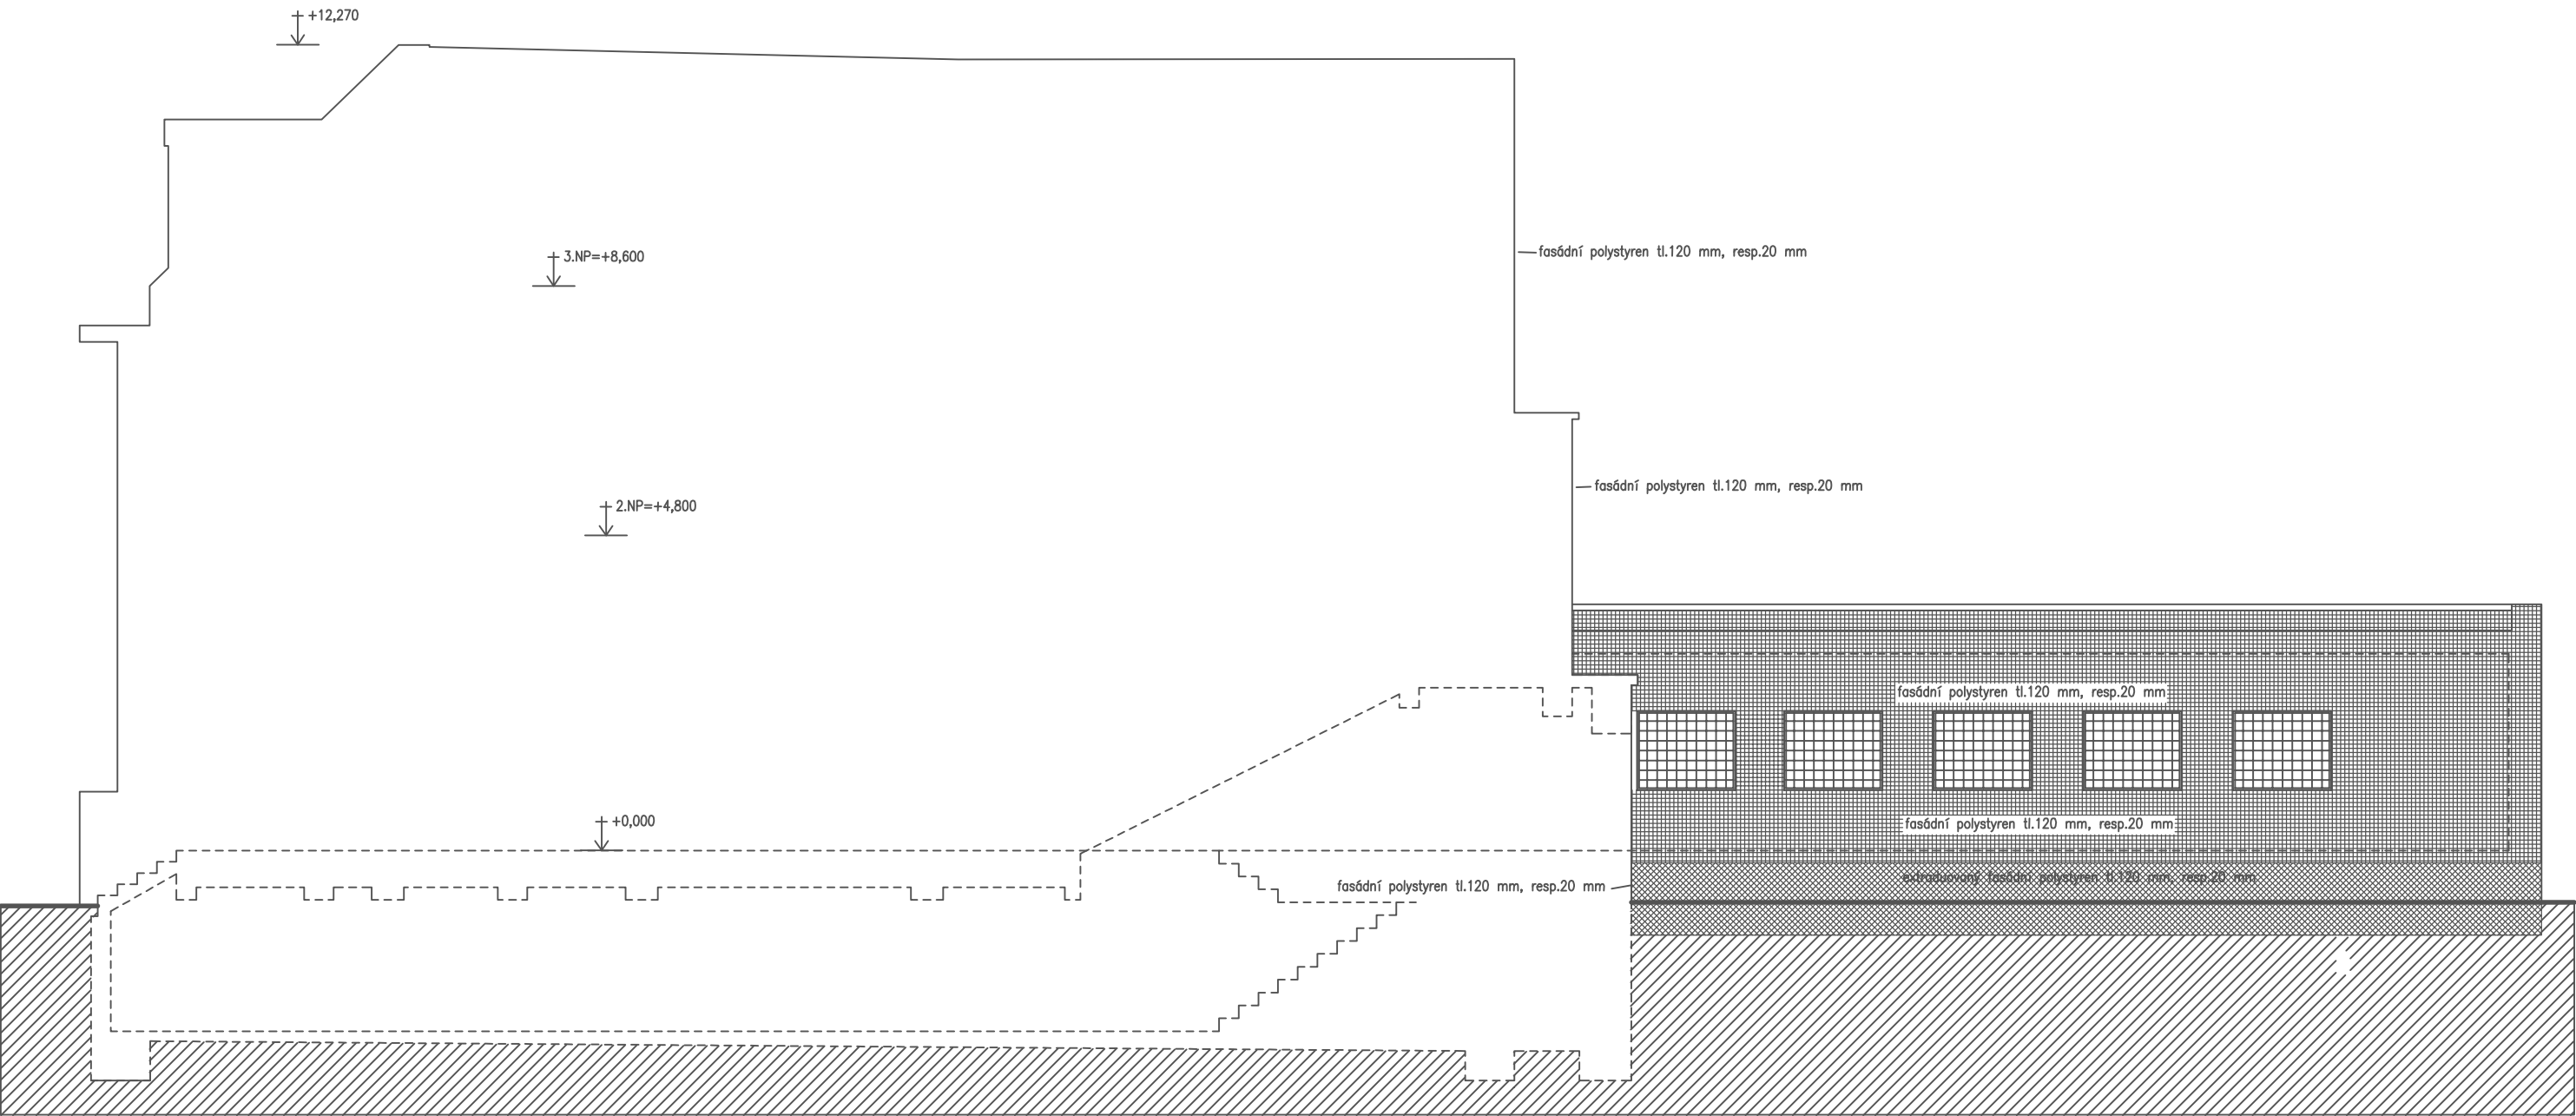 +12,270
3.NP=+8,600
fasádní polystyren tl.120 mm, resp.20 mm
2.NP=+4,800
fasádní polystyren tl.120 mm, resp.20 mm
fasádní polystyren tl.120 mm, resp.20 mm
+0,000
fasádní polystyren tl.120 mm, resp.20 mm
fasádní polystyren tl.120 mm, resp.20 mm
extraduovaný fasádní polystyren tl.120 mm, resp.20 mm